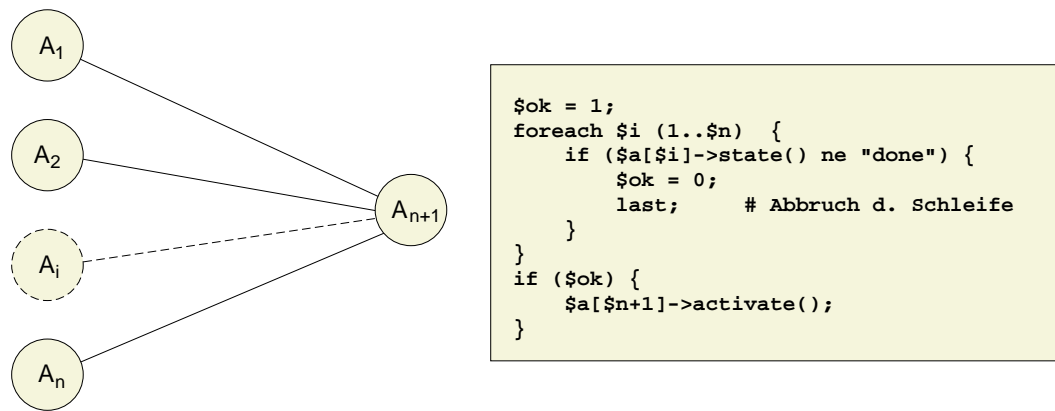 A1
A2
Ai
An
An+1
$ok = 1;
foreach $i (1..$n)  {
    if ($a[$i]->state() ne "done") {
        $ok = 0;
        last;      # Abbruch d. Schleife
    }
}
if ($ok) {
    $a[$n+1]->activate();
}